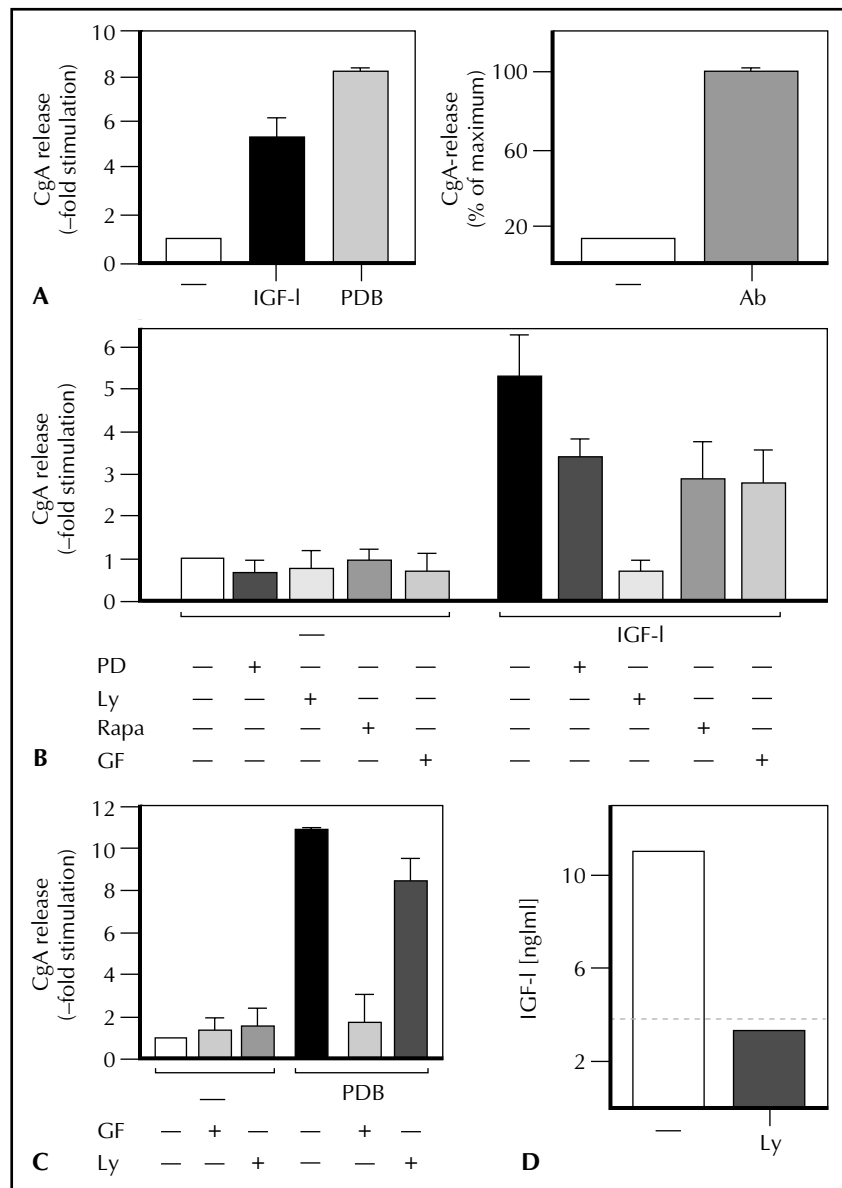 CgA release
(–fold stimulation)
10
8
6
4
2
0
—
IGF-I
PDB
A
CgA-release
(% of maximum)
100
60
20
—
Ab
CgA release
(–fold stimulation)
6
5
4
3
2
1
0
—
IGF-I
PD — + — — — — + — — —
Ly — — + — — — — + — —
Rapa — — — + — — — — + —
B GF — — — — + — — — — +
CgA release
(–fold stimulation)
12
10
8
6
4
2
0
—
PDB
GF — + — — + —
C Ly — — + — — +
IGF-I [nglml]
10
6
2
—
Ly
D